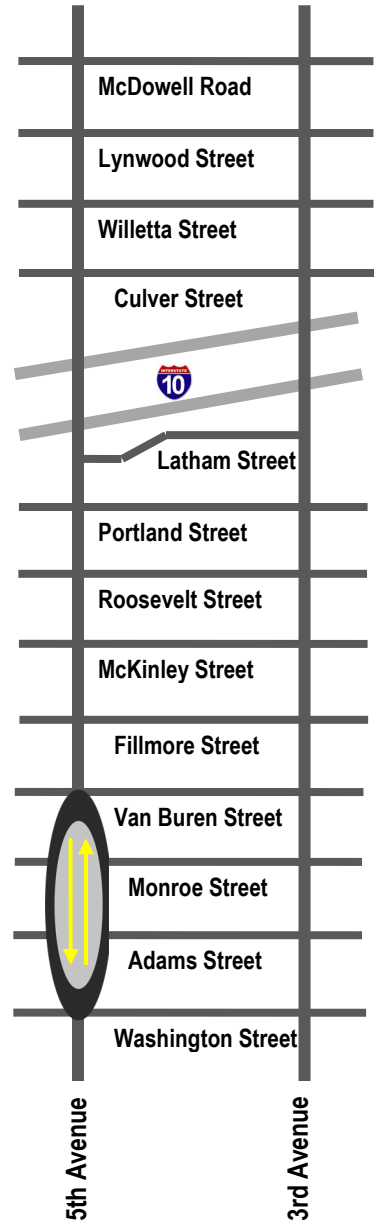 McDowell Road
Lynwood Street
Willetta Street
Culver Street
INTERSTATE
10
Latham Street
Portland Street
Roosevelt Street
McKinley Street
Fillmore Street
Van Buren Street
Monroe Street
Adams Street
Washington Street
5th Avenue
3rd Avenue